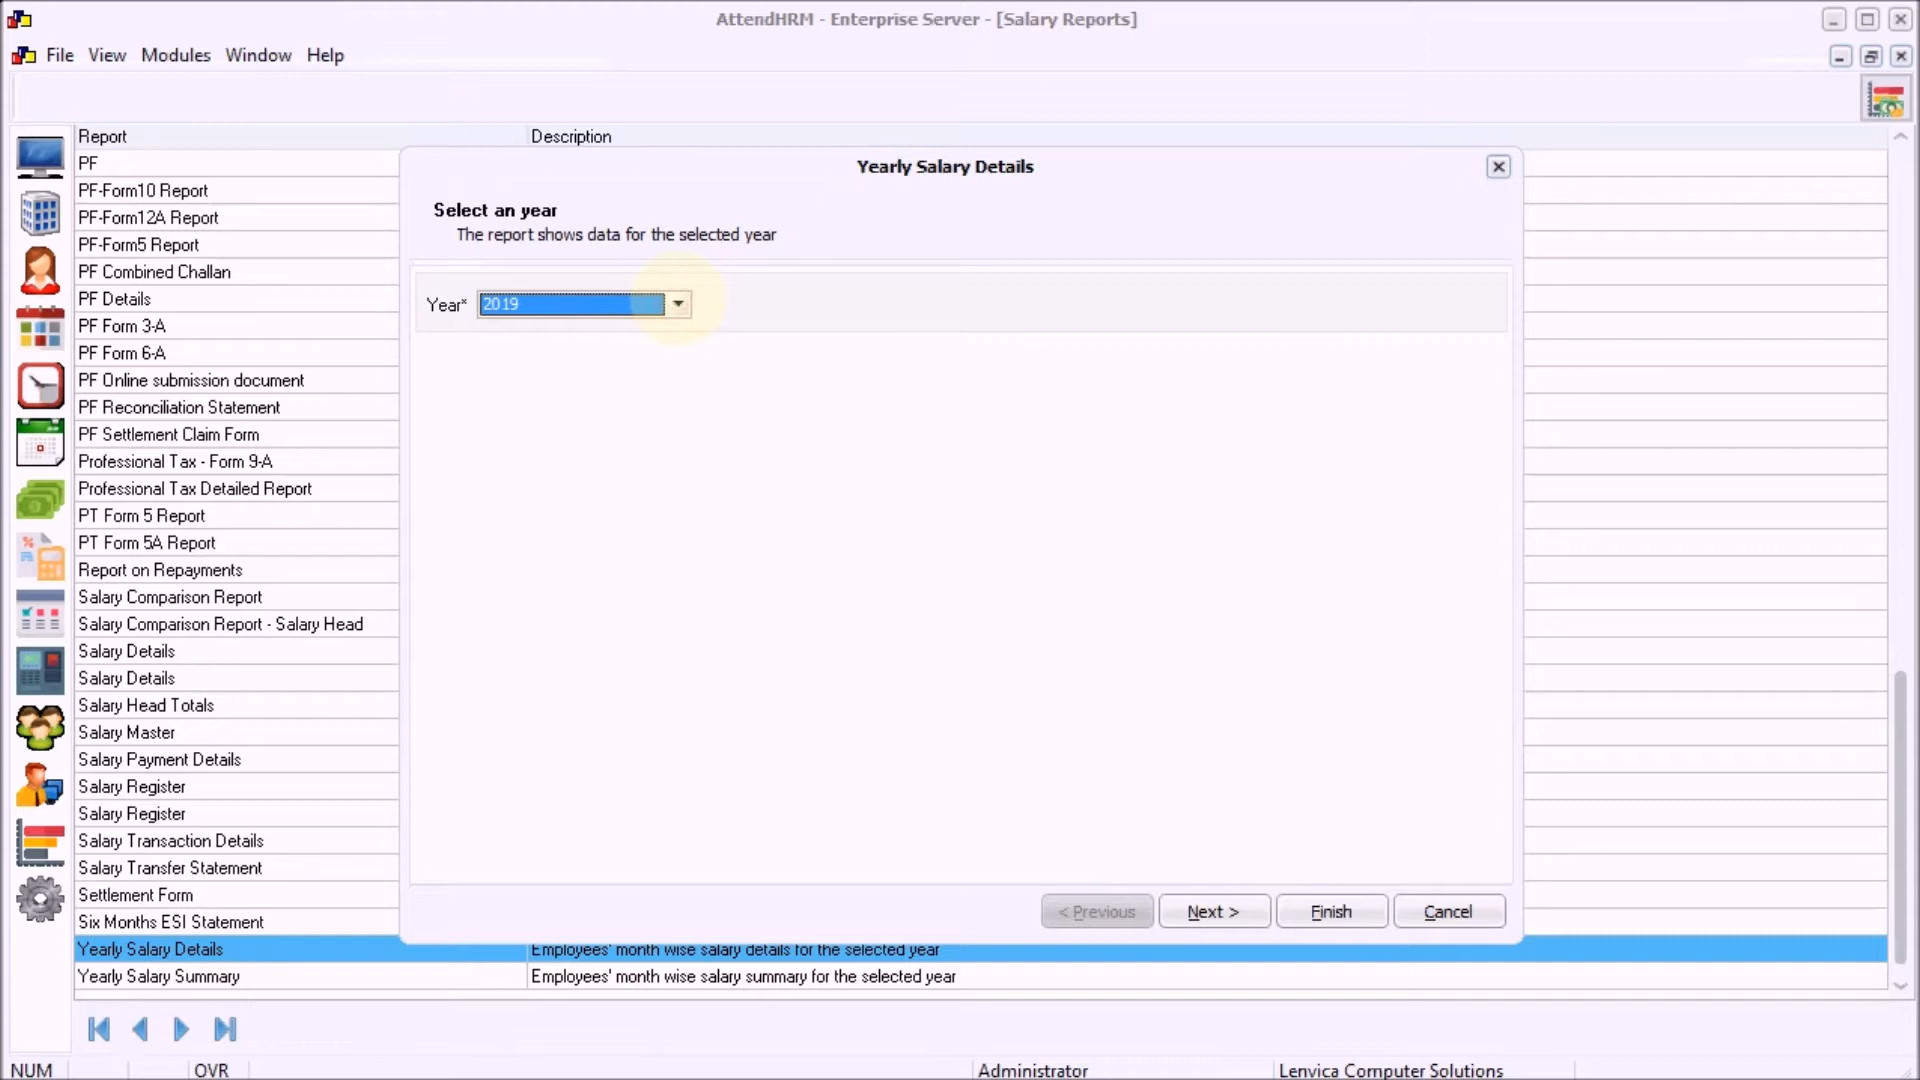 AttendHRM - Enterprise Server - [Salary Reports]
File View Modules Window Help
Report Description
PF
PF-Form10 Report
PF-Form12A Report
PF-Form5 Report
PF Combined Challan
PF Details
PF Form 3-A
PF Form 6-A
PF Online submission document
PF Reconciliation Statement
PF Settlement Claim Form
Professional Tax - Form 9-A
Professional Tax Detailed Report
PT Form 5 Report
PT Form 5A Report
Report on Repayments
Salary Comparison Report
Salary Comparison Report - Salary Head
Salary Details
Salary Details
Salary Head Totals
Salary Master
Salary Payment Details
Salary Register
Salary Register
Salary Transaction Details
Salary Transfer Statement
Settlement Form
Six Months ESI Statement
Yearly Salary Details Employees' month wise salary details for the selected year
Yearly Salary Summary Employees' month wise salary summary for the selected year
Yearly Salary Details
Select an year
The report shows data for the selected year
Year* 2019
< Previous Next > Finish Cancel
NUM OVR Administrator Lenvica Computer Solutions